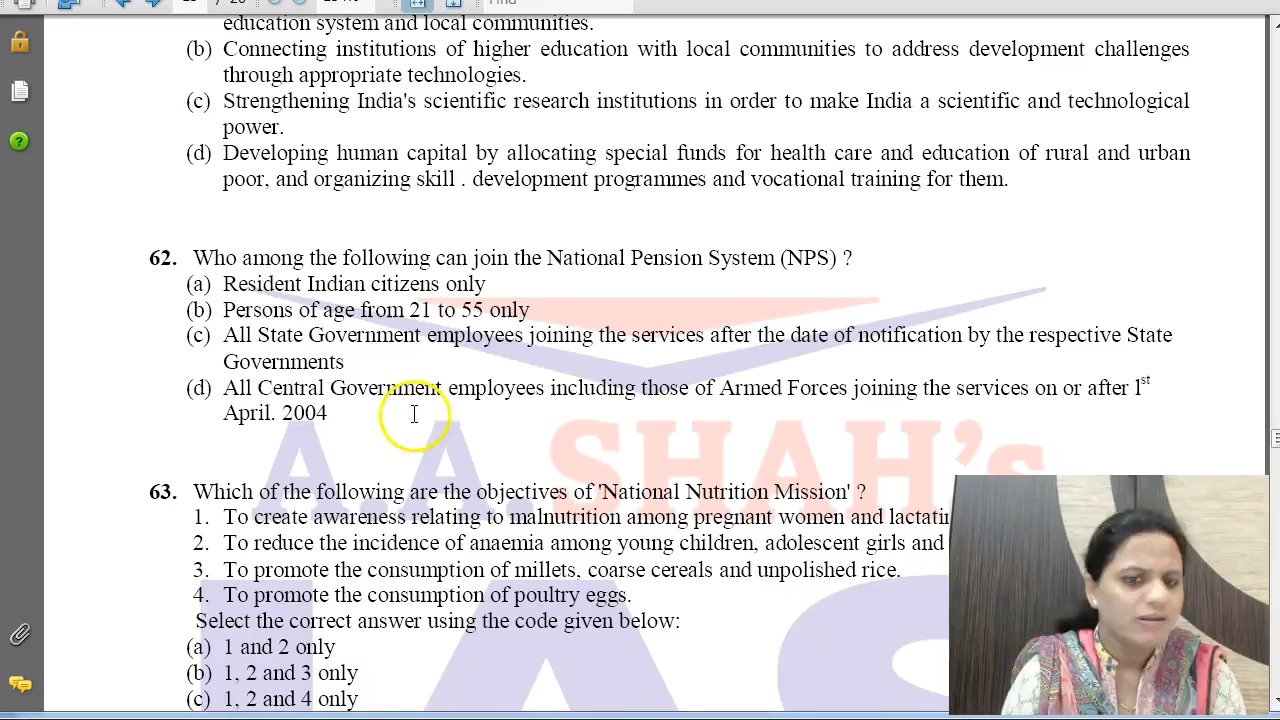 education system and local communities.
(b) Connecting institutions of higher education with local communities to address development challenges
through appropriate technologies.
(c) Strengthening India's scientific research institutions in order to make India a scientific and technological
power.
(d) Developing human capital by allocating special funds for health care and education of rural and urban
poor, and organizing skill . development programmes and vocational training for them.
62. Who among the following can join the National Pension System (NPS) ?
(a) Resident Indian citizens only
(b) Persons of age from 21 to 55 only
(c) All State Government employees joining the services after the date of notification by the respective State
Governments
(d) All Central Government employees including those of Armed Forces joining the services on or after 1st
April. 2004
A.A. SHAH's
IAS
63. Which of the following are the objectives of 'National Nutrition Mission' ?
1. To create awareness relating to malnutrition among pregnant women and
2. To reduce the incidence of anaemia among young children, adolescent girls and
3. To promote the consumption of millets, coarse cereals and unpolished rice.
4. To promote the consumption of poultry eggs.
Select the correct answer using the code given below:
(a) 1 and 2 only
(b) 1, 2 and 3 only
(c) 1, 2 and 4 only